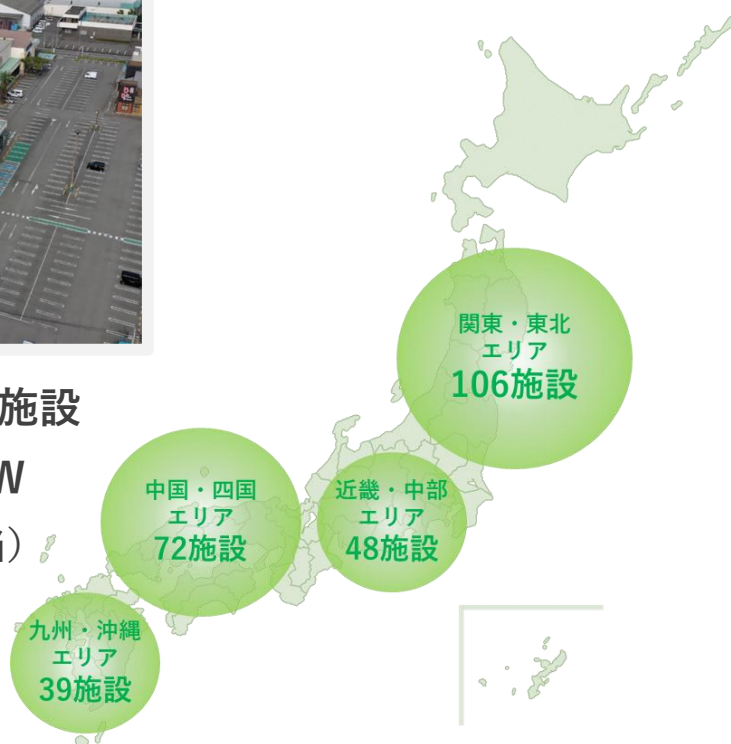 施設
W
)
関東・東北
エリア
106施設
中国・四国
エリア
72施設
近畿・中部
エリア
48施設
九州・沖縄
エリア
39施設